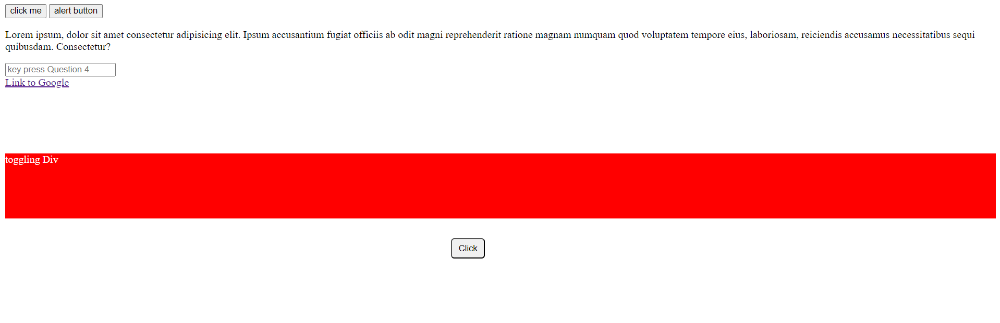 click me alert button
Lorem ipsum, dolor sit amet consectetur adipisicing elit. Ipsum accusantium fugiat officiis ab odit magni reprehenderit ratione magnam numquam quod voluptatem tempore eius, laboriosam, reiciendis accusamus necessitatibus sequi
quibusdam. Consectetur?
key press Question 4
Link to Google
toggling Div
Click